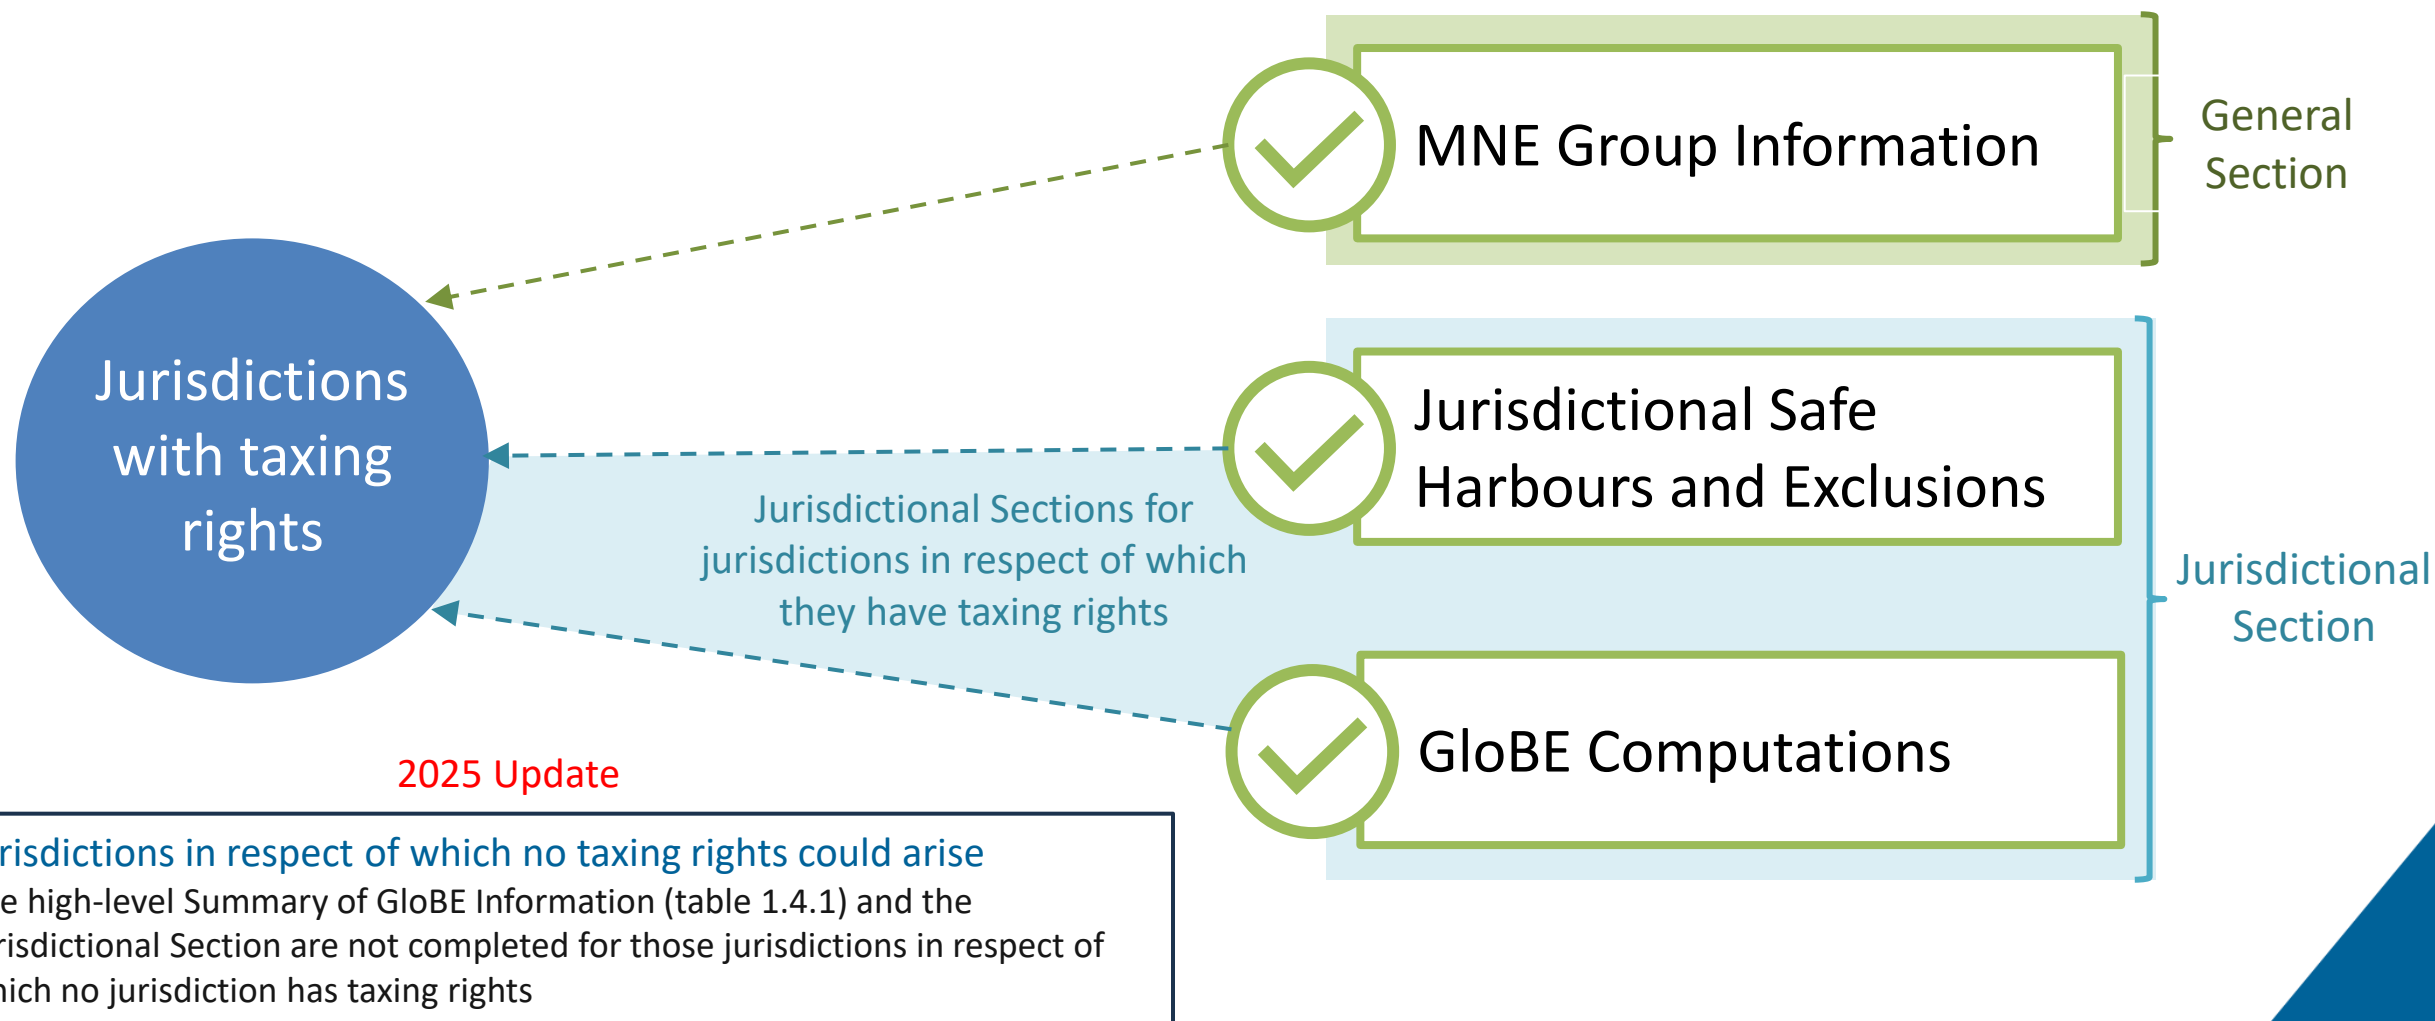 MNE Group Information
General
Section
Jurisdictions
with taxing
rights
Jurisdictional Safe
Harbours and Exclusions
Jurisdictional Sections for
jurisdictions in respect of which
they have taxing rights
Jurisdictional
Section
GloBE Computations
2025 Update
in respect of which no taxing rights could arise
high-level Summary of GloBE Information (table 1.4.1) and the
Section are not completed for those jurisdictions in respect of
no jurisdiction has taxing rights